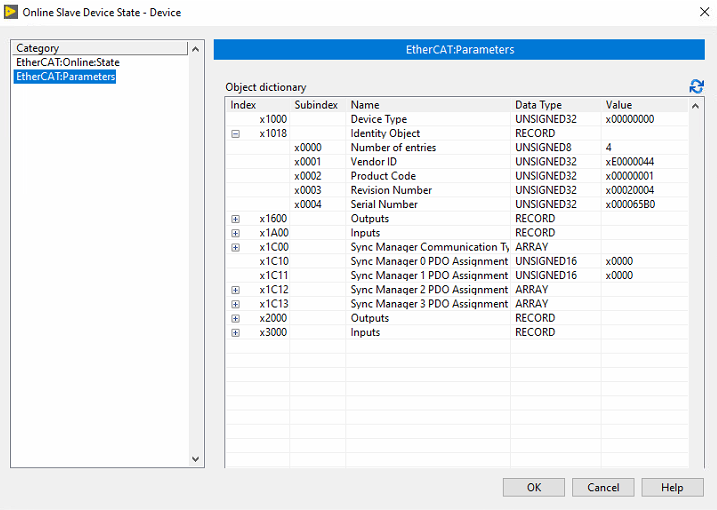 Online Slave Device State - Device
Category
EtherCAT:Online:State
EtherCAT:Parameters
EtherCAT:Parameters
Object dictionary
Index Subindex Name Data Type Value
x1000 Device Type UNSIGNED32 x00000000
x1018 Identity Object RECORD
x0000 Number of entries UNSIGNED8 4
x0001 Vendor ID UNSIGNED32 xE0000044
x0002 Product Code UNSIGNED32 x00000001
x0003 Revision Number UNSIGNED32 x00020004
x0004 Serial Number UNSIGNED32 x000065B0
x1600 Outputs RECORD
x1A00 Inputs RECORD
x1C00 Sync Manager Communication Ty ARRAY
x1C10 Sync Manager 0 PDO Assignment UNSIGNED16 x0000
x1C11 Sync Manager 1 PDO Assignment UNSIGNED16 x0000
x1C12 Sync Manager 2 PDO Assignment ARRAY
x1C13 Sync Manager 3 PDO Assignment ARRAY
x2000 Outputs RECORD
x3000 Inputs RECORD
OK Cancel Help